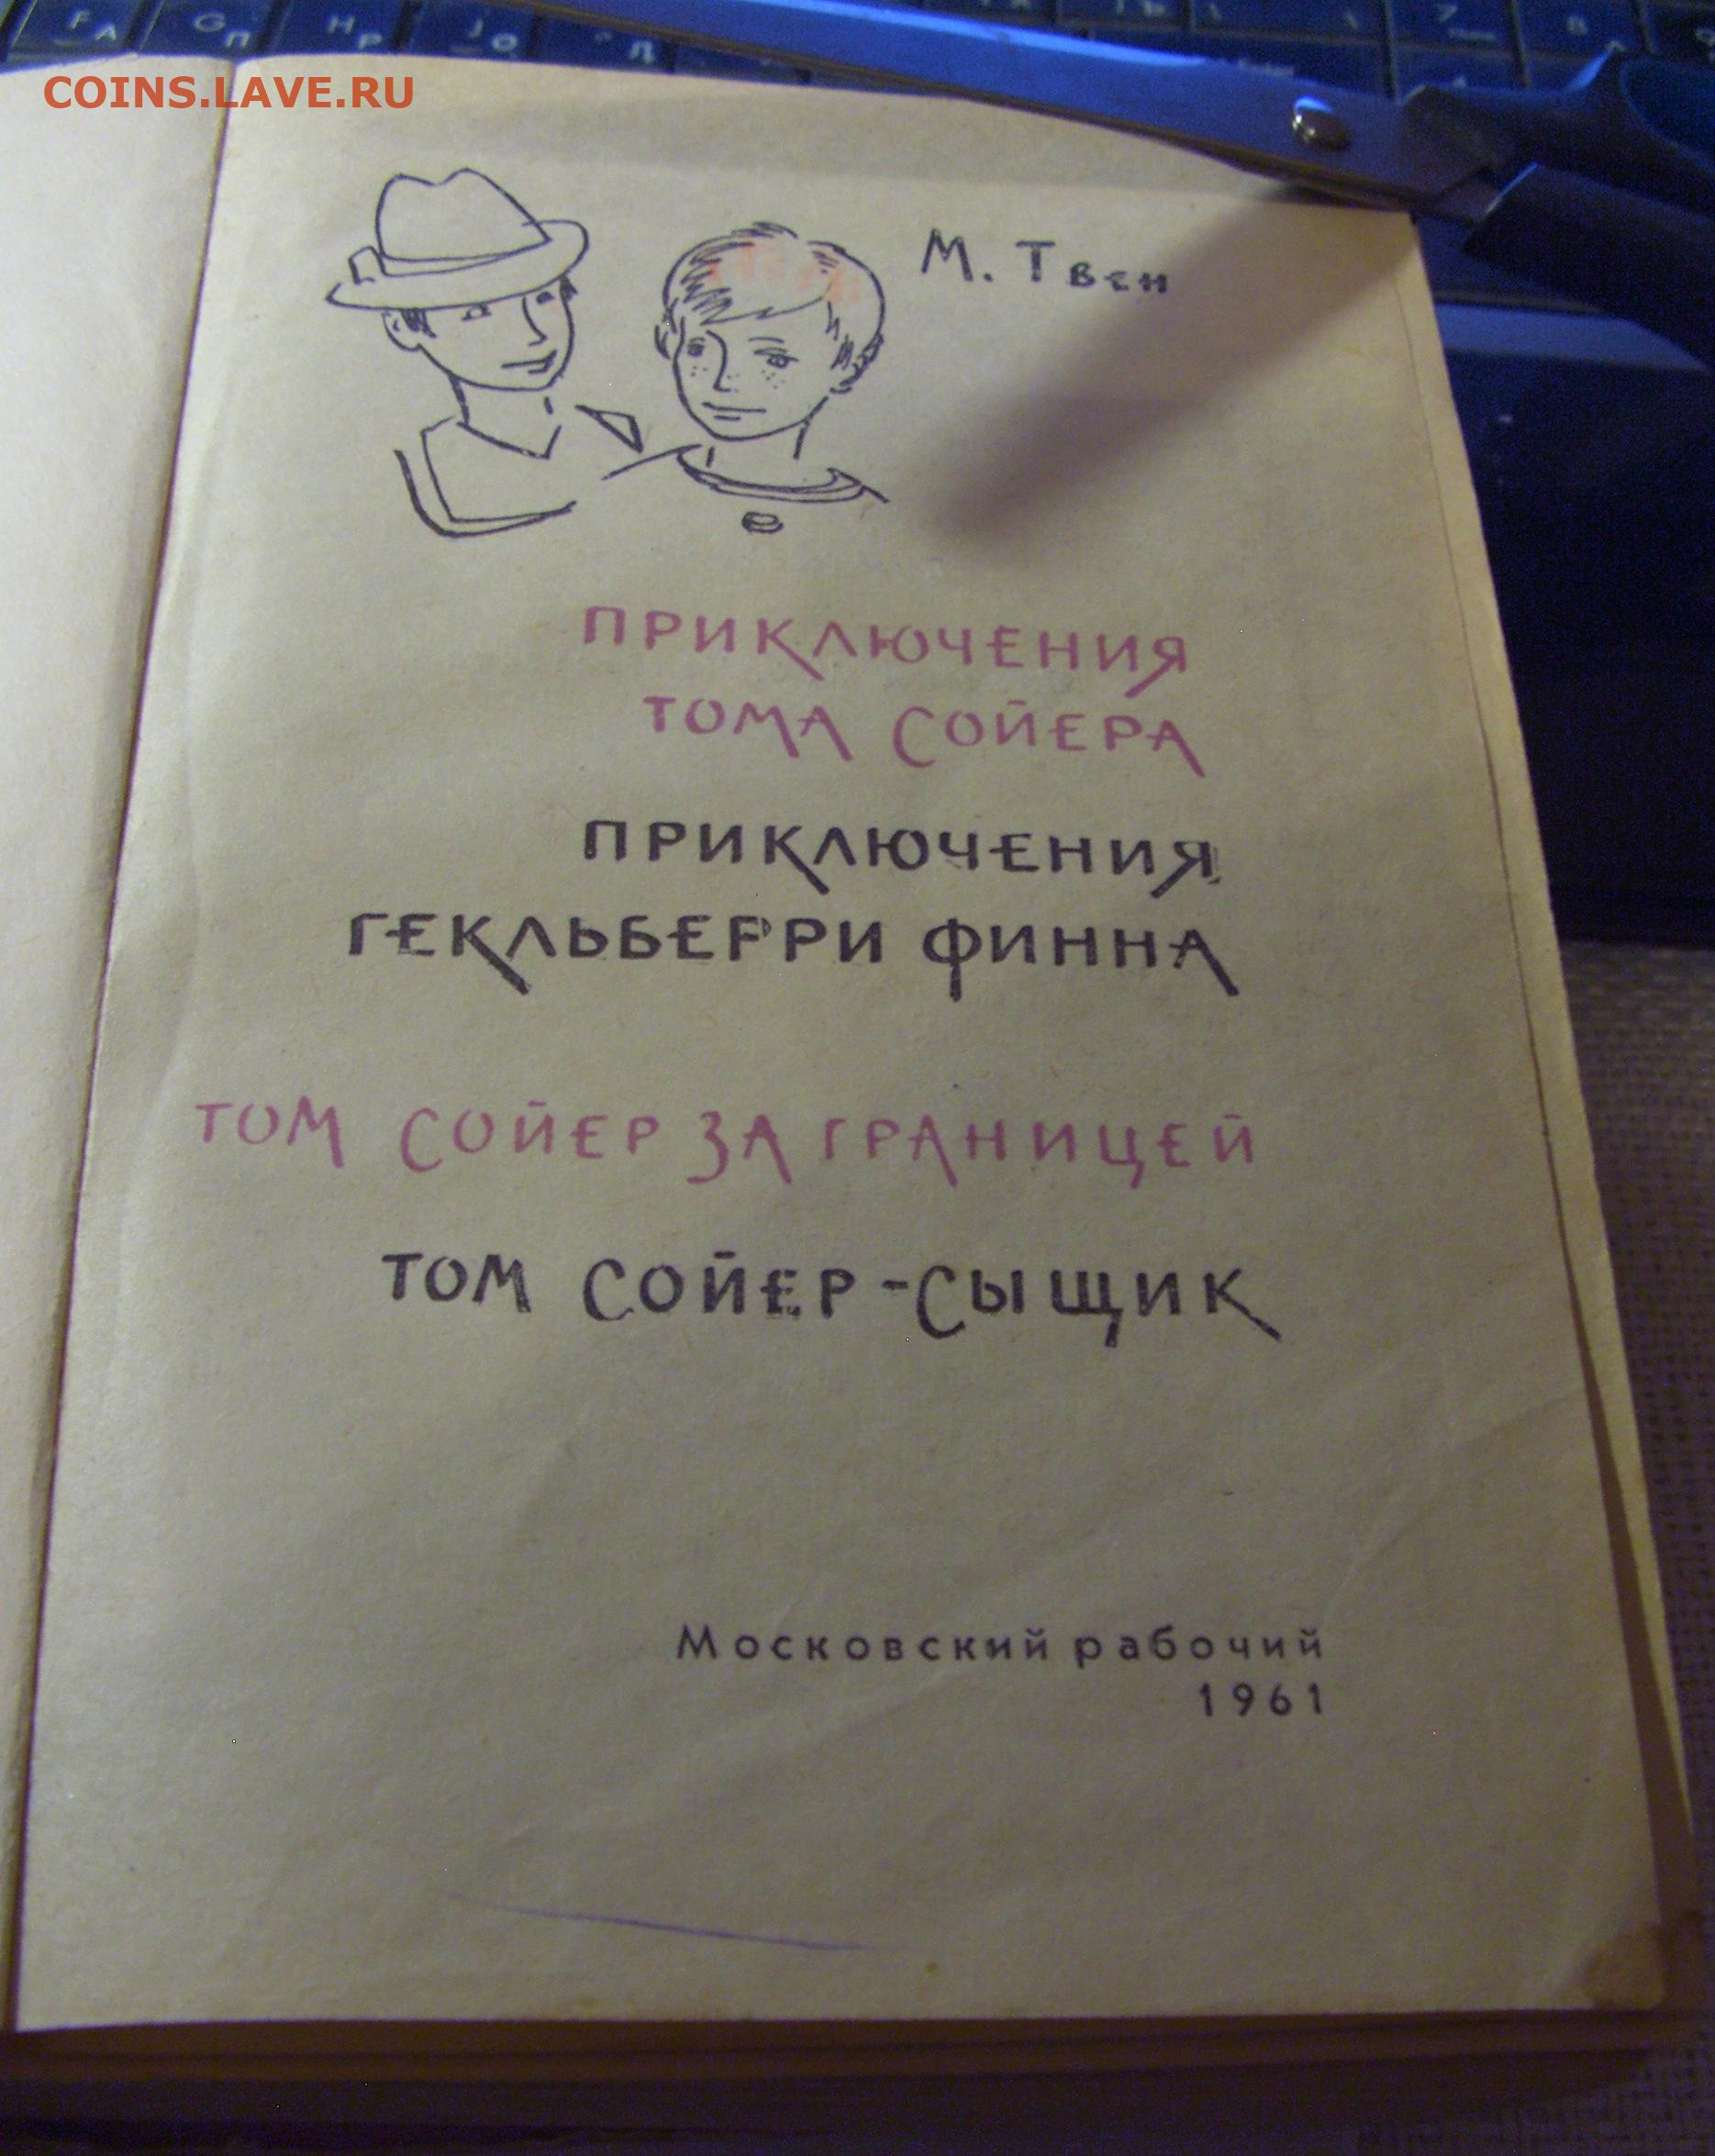 COINS.LAVE.RU
М. Твен
ПРИКЛЮЧЕНИЯ
ТОМА СОЙЕРА
ПРИКЛЮЧЕНИЯ
ГЕКЛЬБЕРРИ ФИННА
ТОМ СОЙЕР ЗА ГРАНИЦЕЙ
ТОМ СОЙЕР-СЫЩИК
Московский рабочий
1961